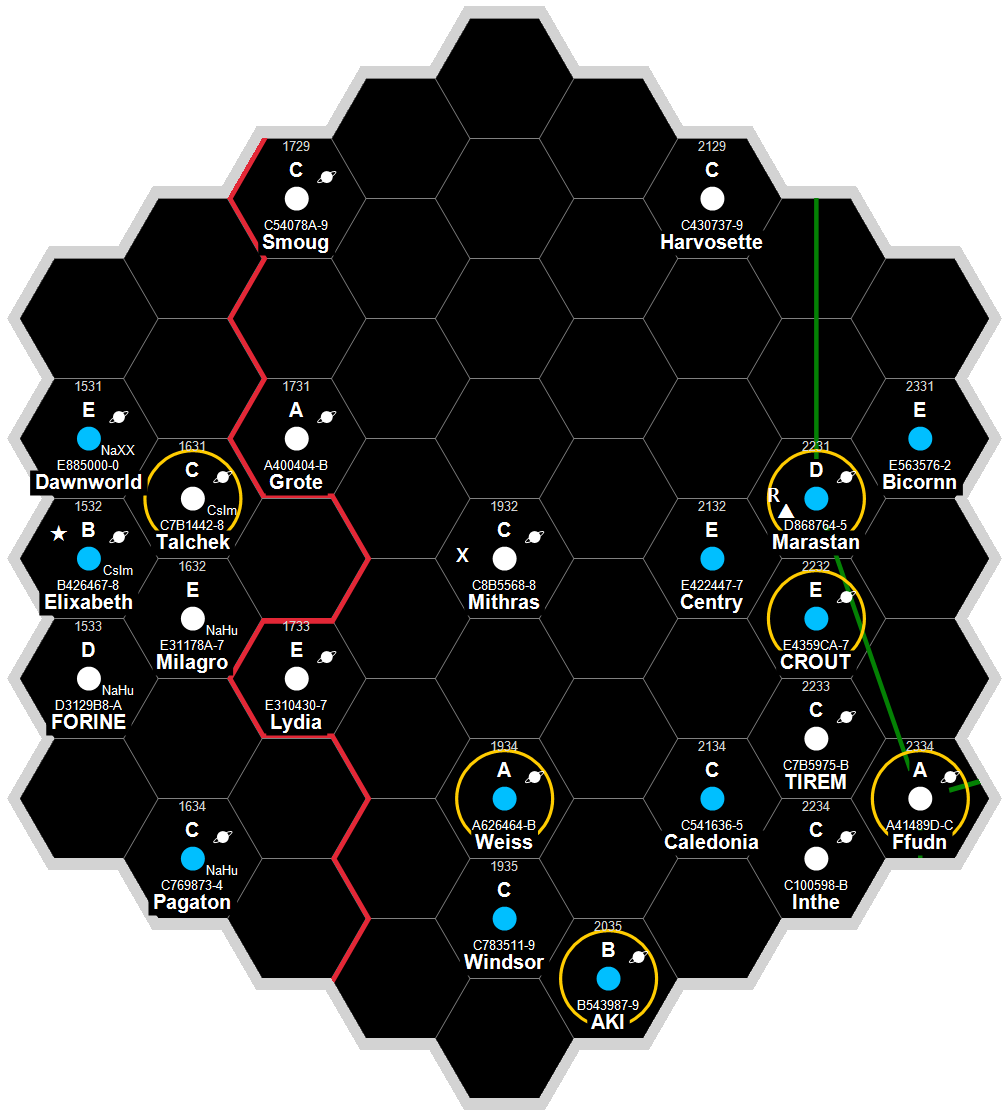 1729
C
C54078A-9
Smoug
2129
C
C430737-9
Harvosette
1531
E
NaXX
E885000-0
Dawnworld
1731
A
A400404-B
Grote
2331
E
E563576-2
Bicornn
1631
C
CsIm
C7B1442-8
Talchek
2231
D
R
D868764-5
Marastan
1532
B
CsIm
B426467-8
Elixabeth
1932
C
X
C8B5568-8
Mithras
2132
E
E422447-7
Centry
1632
E
NaHu
E31178A-7
Milagro
2232
E
E4359CA-7
CROUT
1533
D
NaHu
D3129B8-A
FORINE
1733
E
E310430-7
Lydia
2233
C
C7B5975-B
TIREM
1934
A
A626464-B
Weiss
2134
C
C541636-5
Caledonia
2334
A
A41489D-C
Ffudn
1634
C
NaHu
C769873-4
Pagaton
2234
C
C100598-B
Inthe
1935
C
C783511-9
Windsor
2035
B
B543987-9
AKI